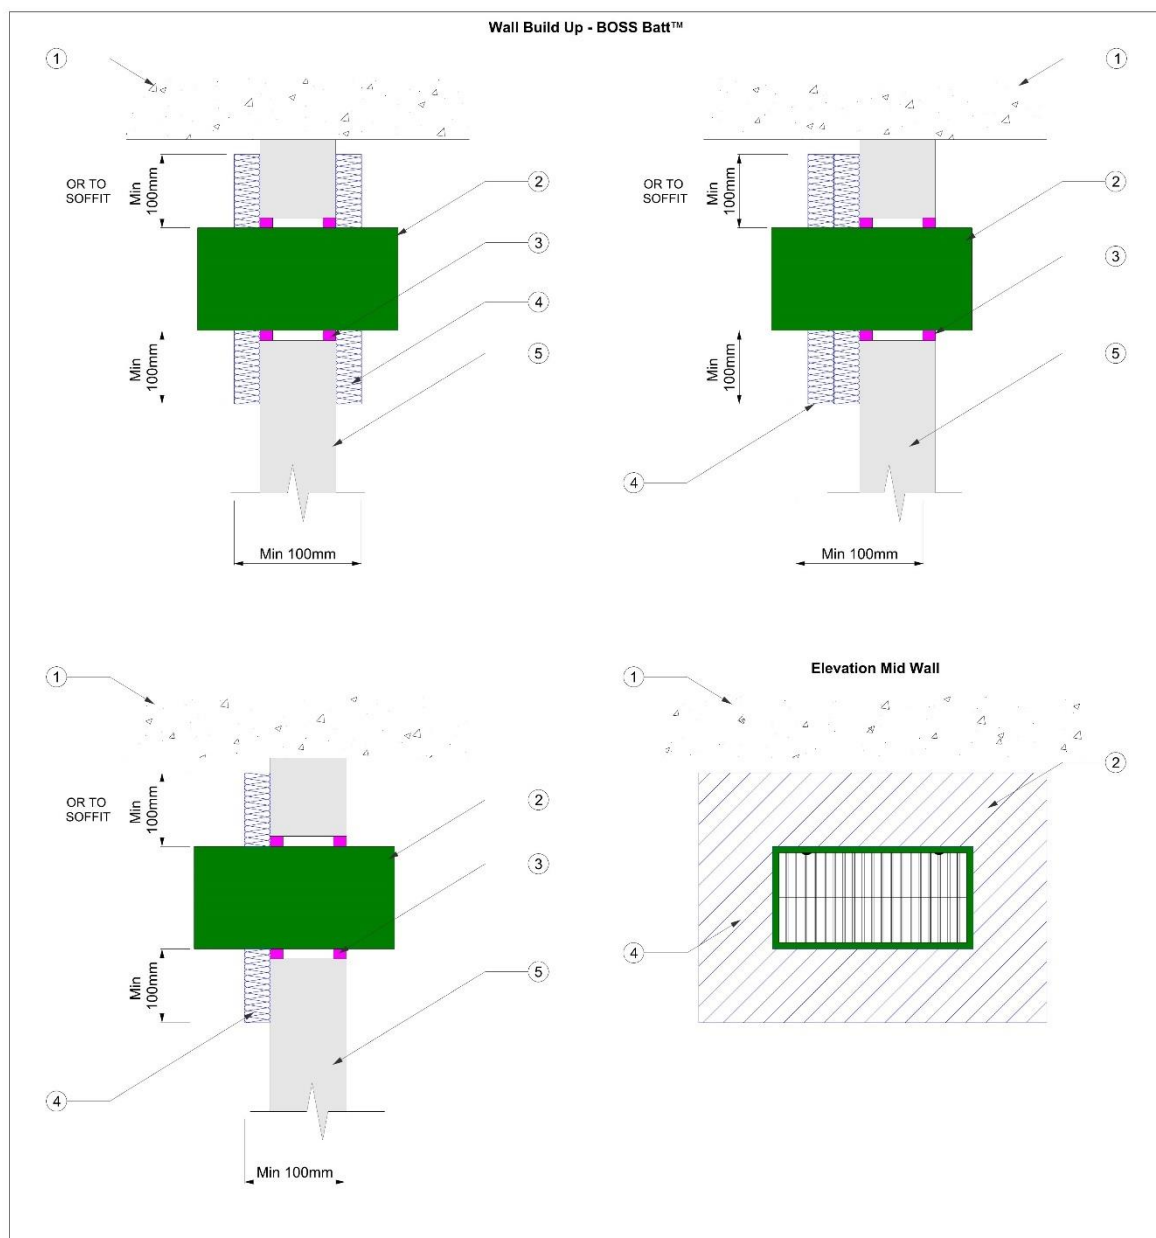 Wall Build Up - BOSS Batt™
1
1
OR TO
SOFFIT
Min
100mm
2
3
4
5
Min
100mm
Min 100mm
OR TO
SOFFIT
Min
100mm
2
3
5
Min
100mm
4
Min 100mm
1
OR TO
SOFFIT
Min
100mm
2
3
5
Min
100mm
4
Min 100mm
Elevation Mid Wall
1
2
4